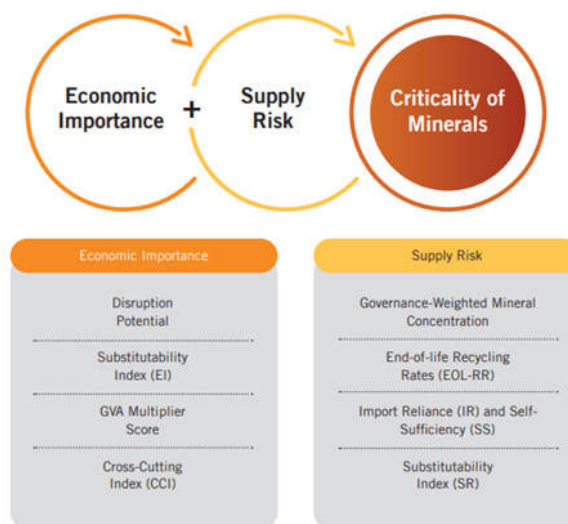 Economic
Importance
+
Supply
Risk
Criticality of
Minerals
Economic Importance
Disruption
Potential
Substitutability
Index (EI)
GVA Multiplier
Score
Cross-Cutting
Index (CCI)
Supply Risk
Governance-Weighted Mineral
Concentration
End-of-life Recycling
Rates (EOL-RR)
Import Reliance (IR) and Self-
Sufficiency (SS)
Substitutability
Index (SR)